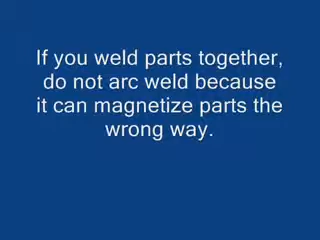 If you weld parts together,
do not arc weld because
it can magnetize parts the
wrong way.